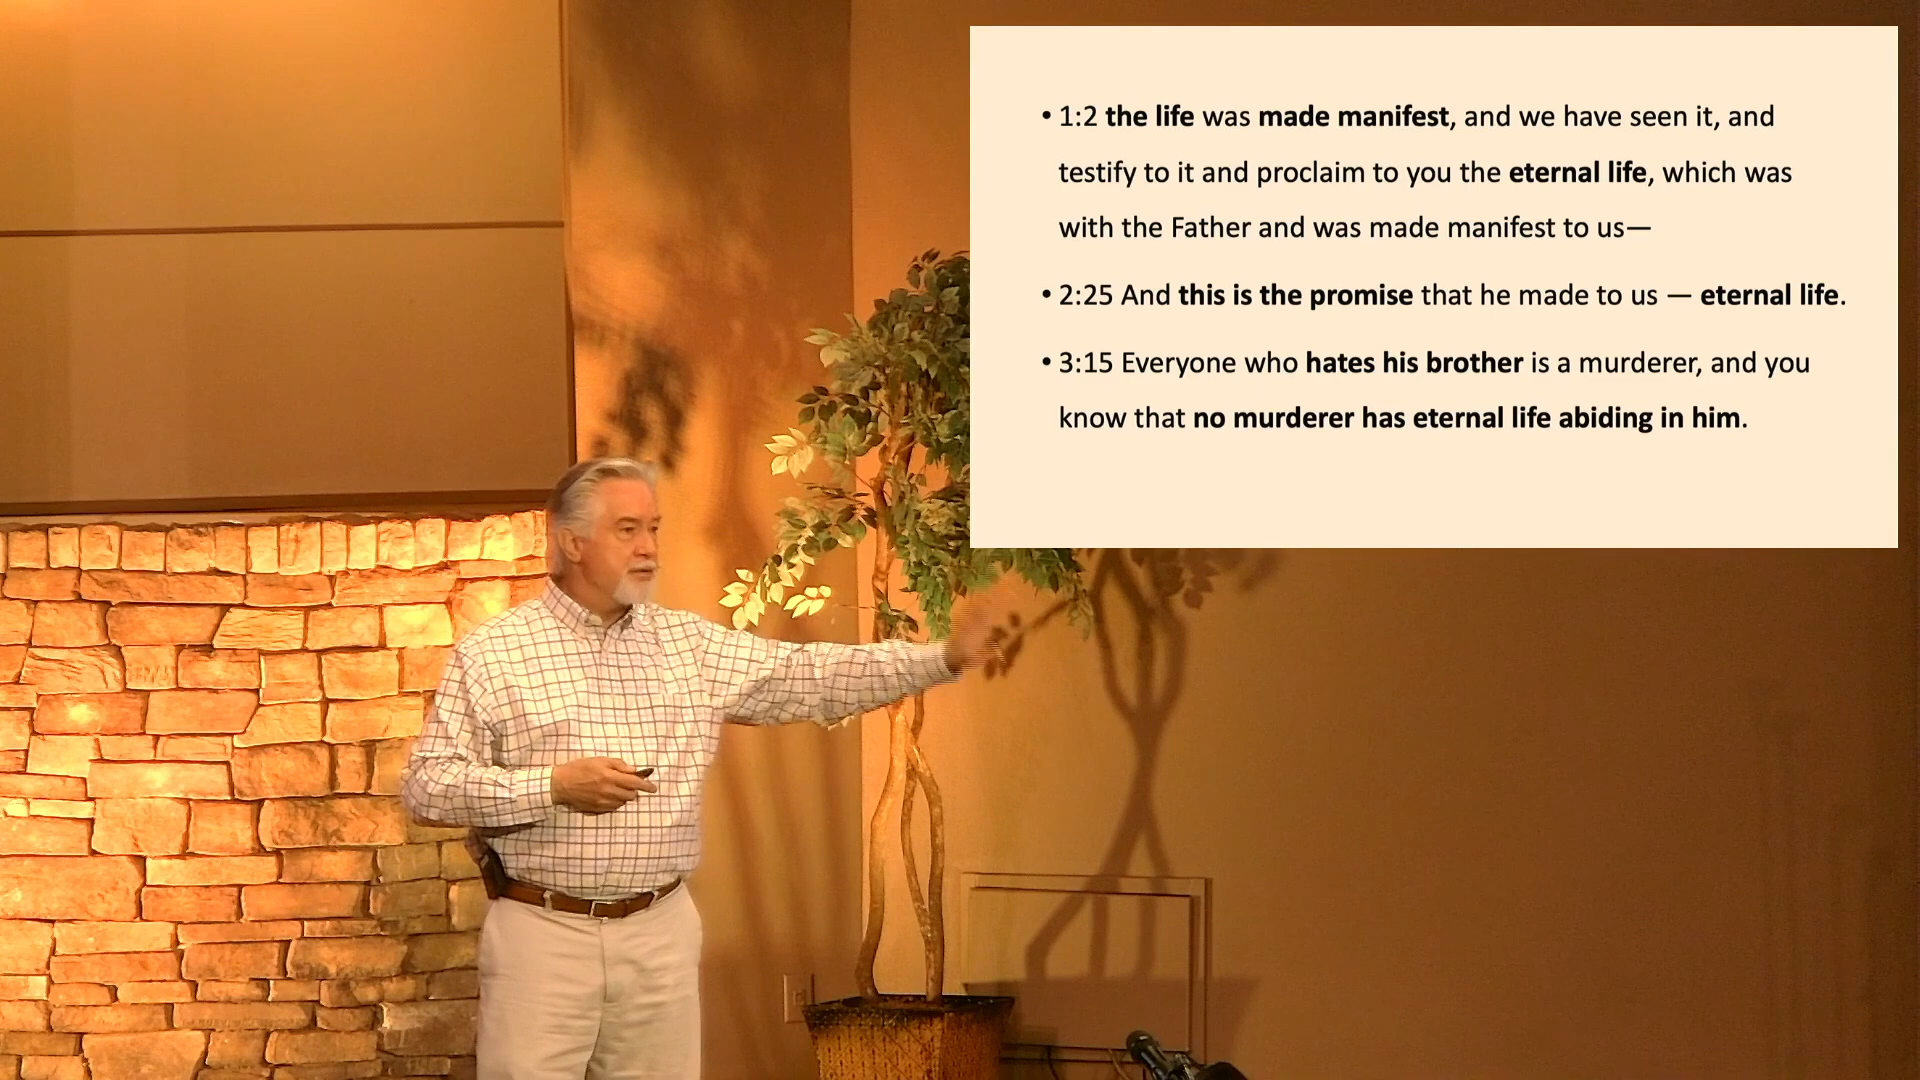 • 1:2 the life was made manifest, and we have seen it, and
testify to it and proclaim to you the eternal life, which was
with the Father and was made manifest to us—
• 2:25 And this is the promise that he made to us — eternal life.
• 3:15 Everyone who hates his brother is a murderer, and you
know that no murderer has eternal life abiding in him.